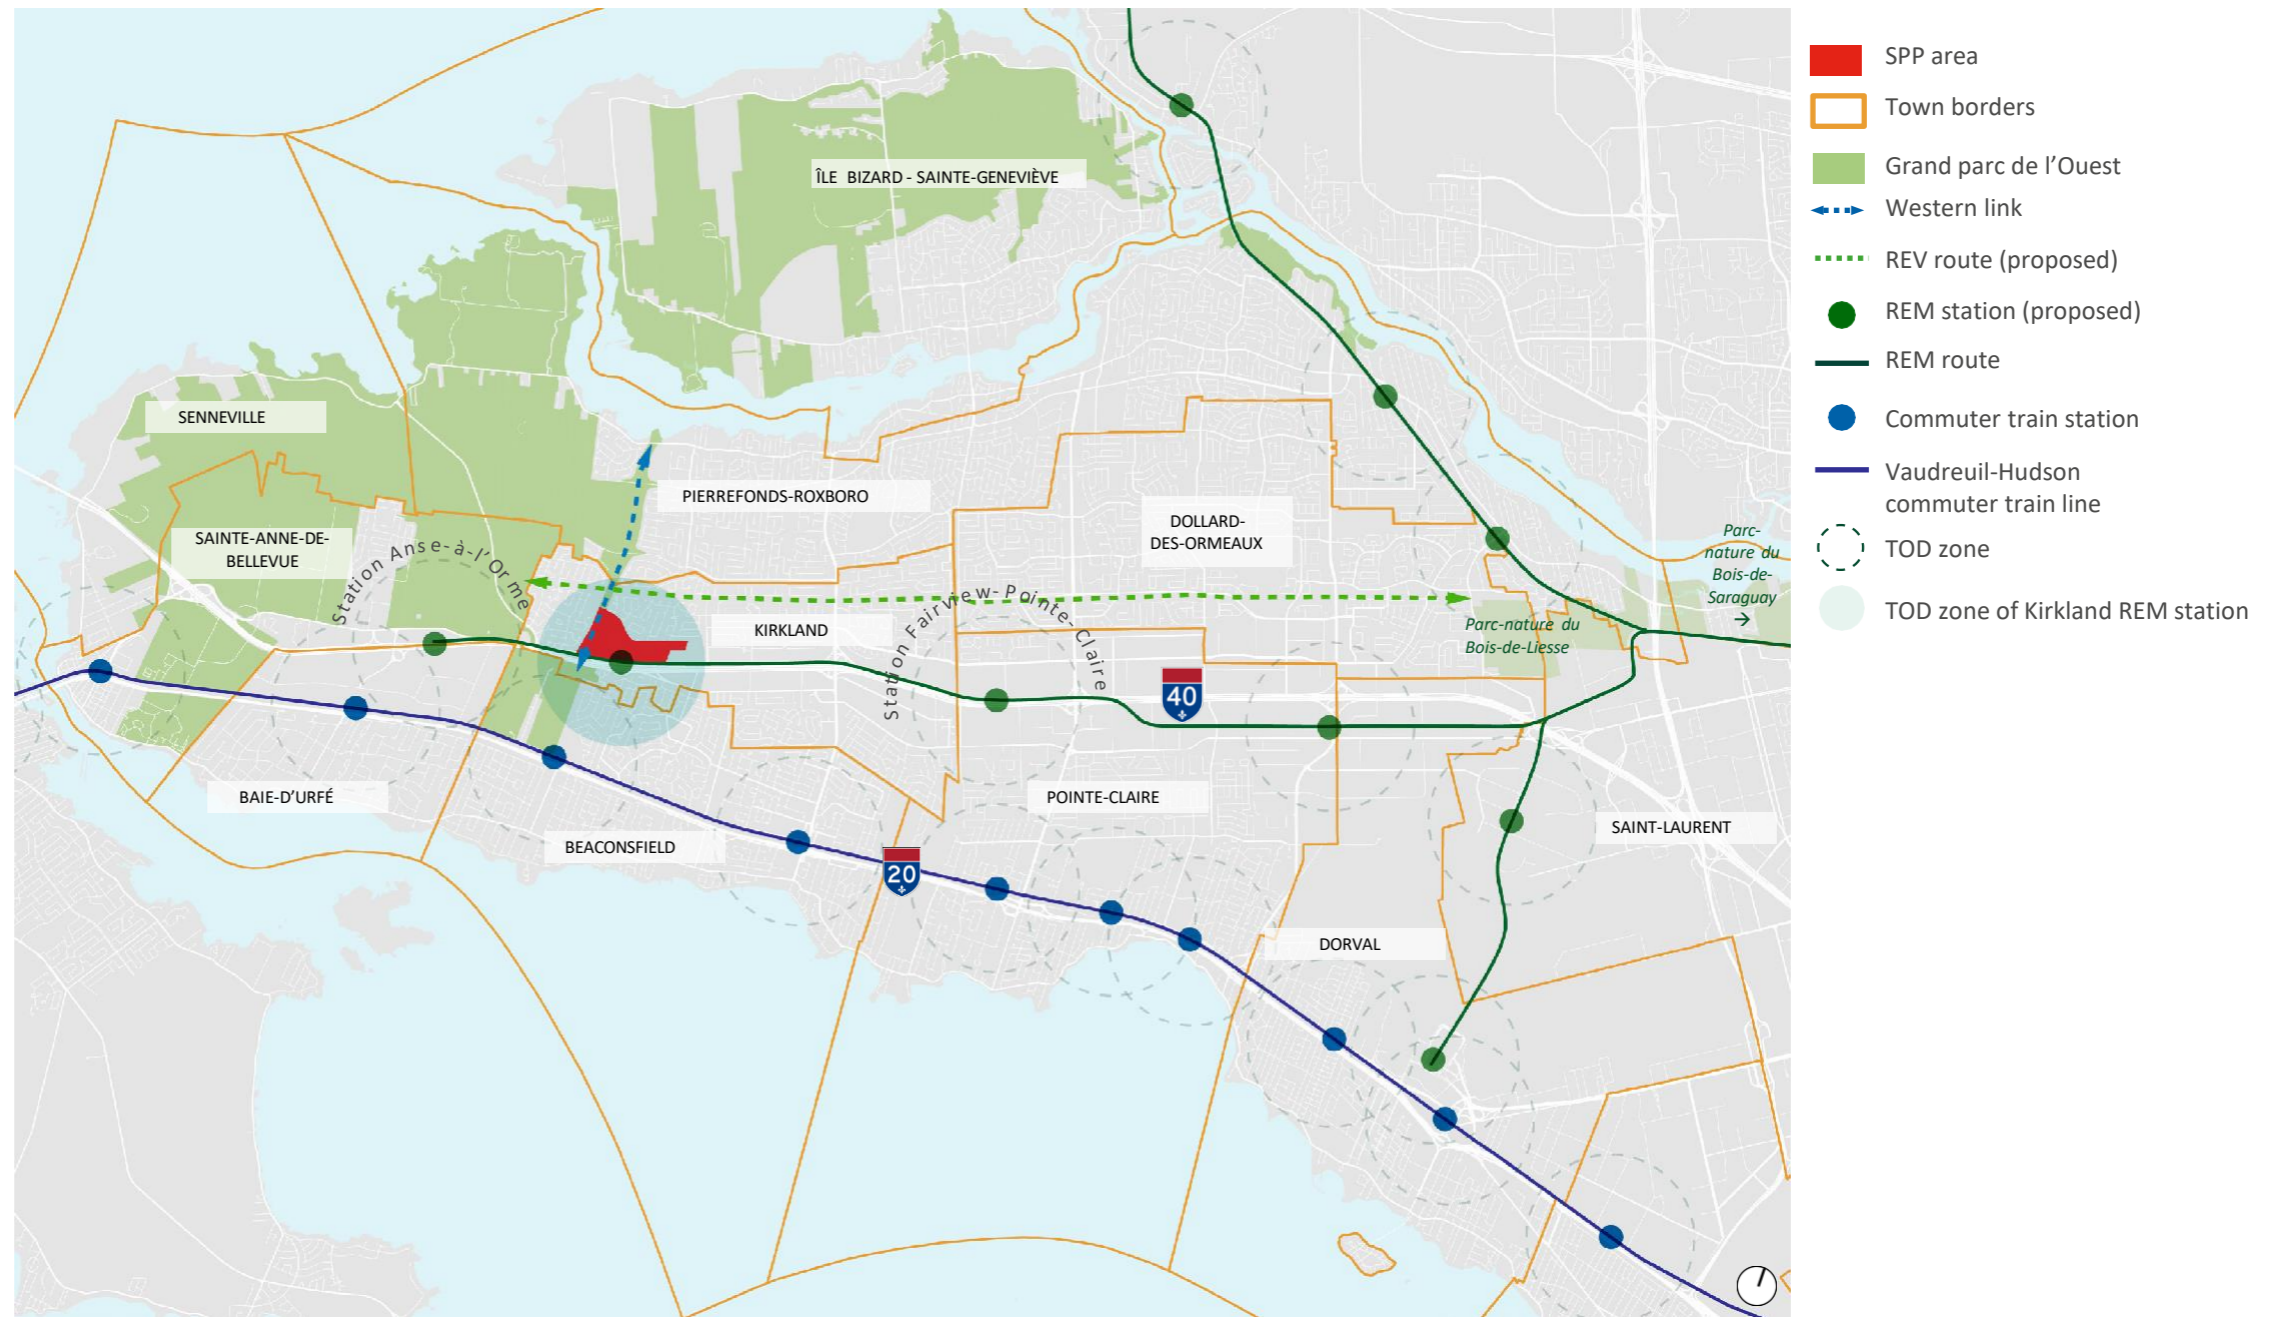 ÎLE BIZARD - SAINTE-GENEVIÈVE
SENNEVILLE
PIERREFONDS-ROXBORO
SAINTE-ANNE-DE-
BELLEVUE
Station Anse-à-l'Orme
DOLLARD-
DES-ORMEAUX
Parc-
nature du
Bois-de-
Saraguay
→
KIRKLAND
Station Fairview-Pointe-Claire
Parc-nature du
Bois-de-Liesse
40
BAIE-D'URFÉ
BEACONSFIELD
20
POINTE-CLAIRE
SAINT-LAURENT
DORVAL
SPP area
Town borders
Grand parc de l'Ouest
Western link
REV route (proposed)
REM station (proposed)
REM route
Commuter train station
Vaudreuil-Hudson
commuter train line
TOD zone
TOD zone of Kirkland REM station